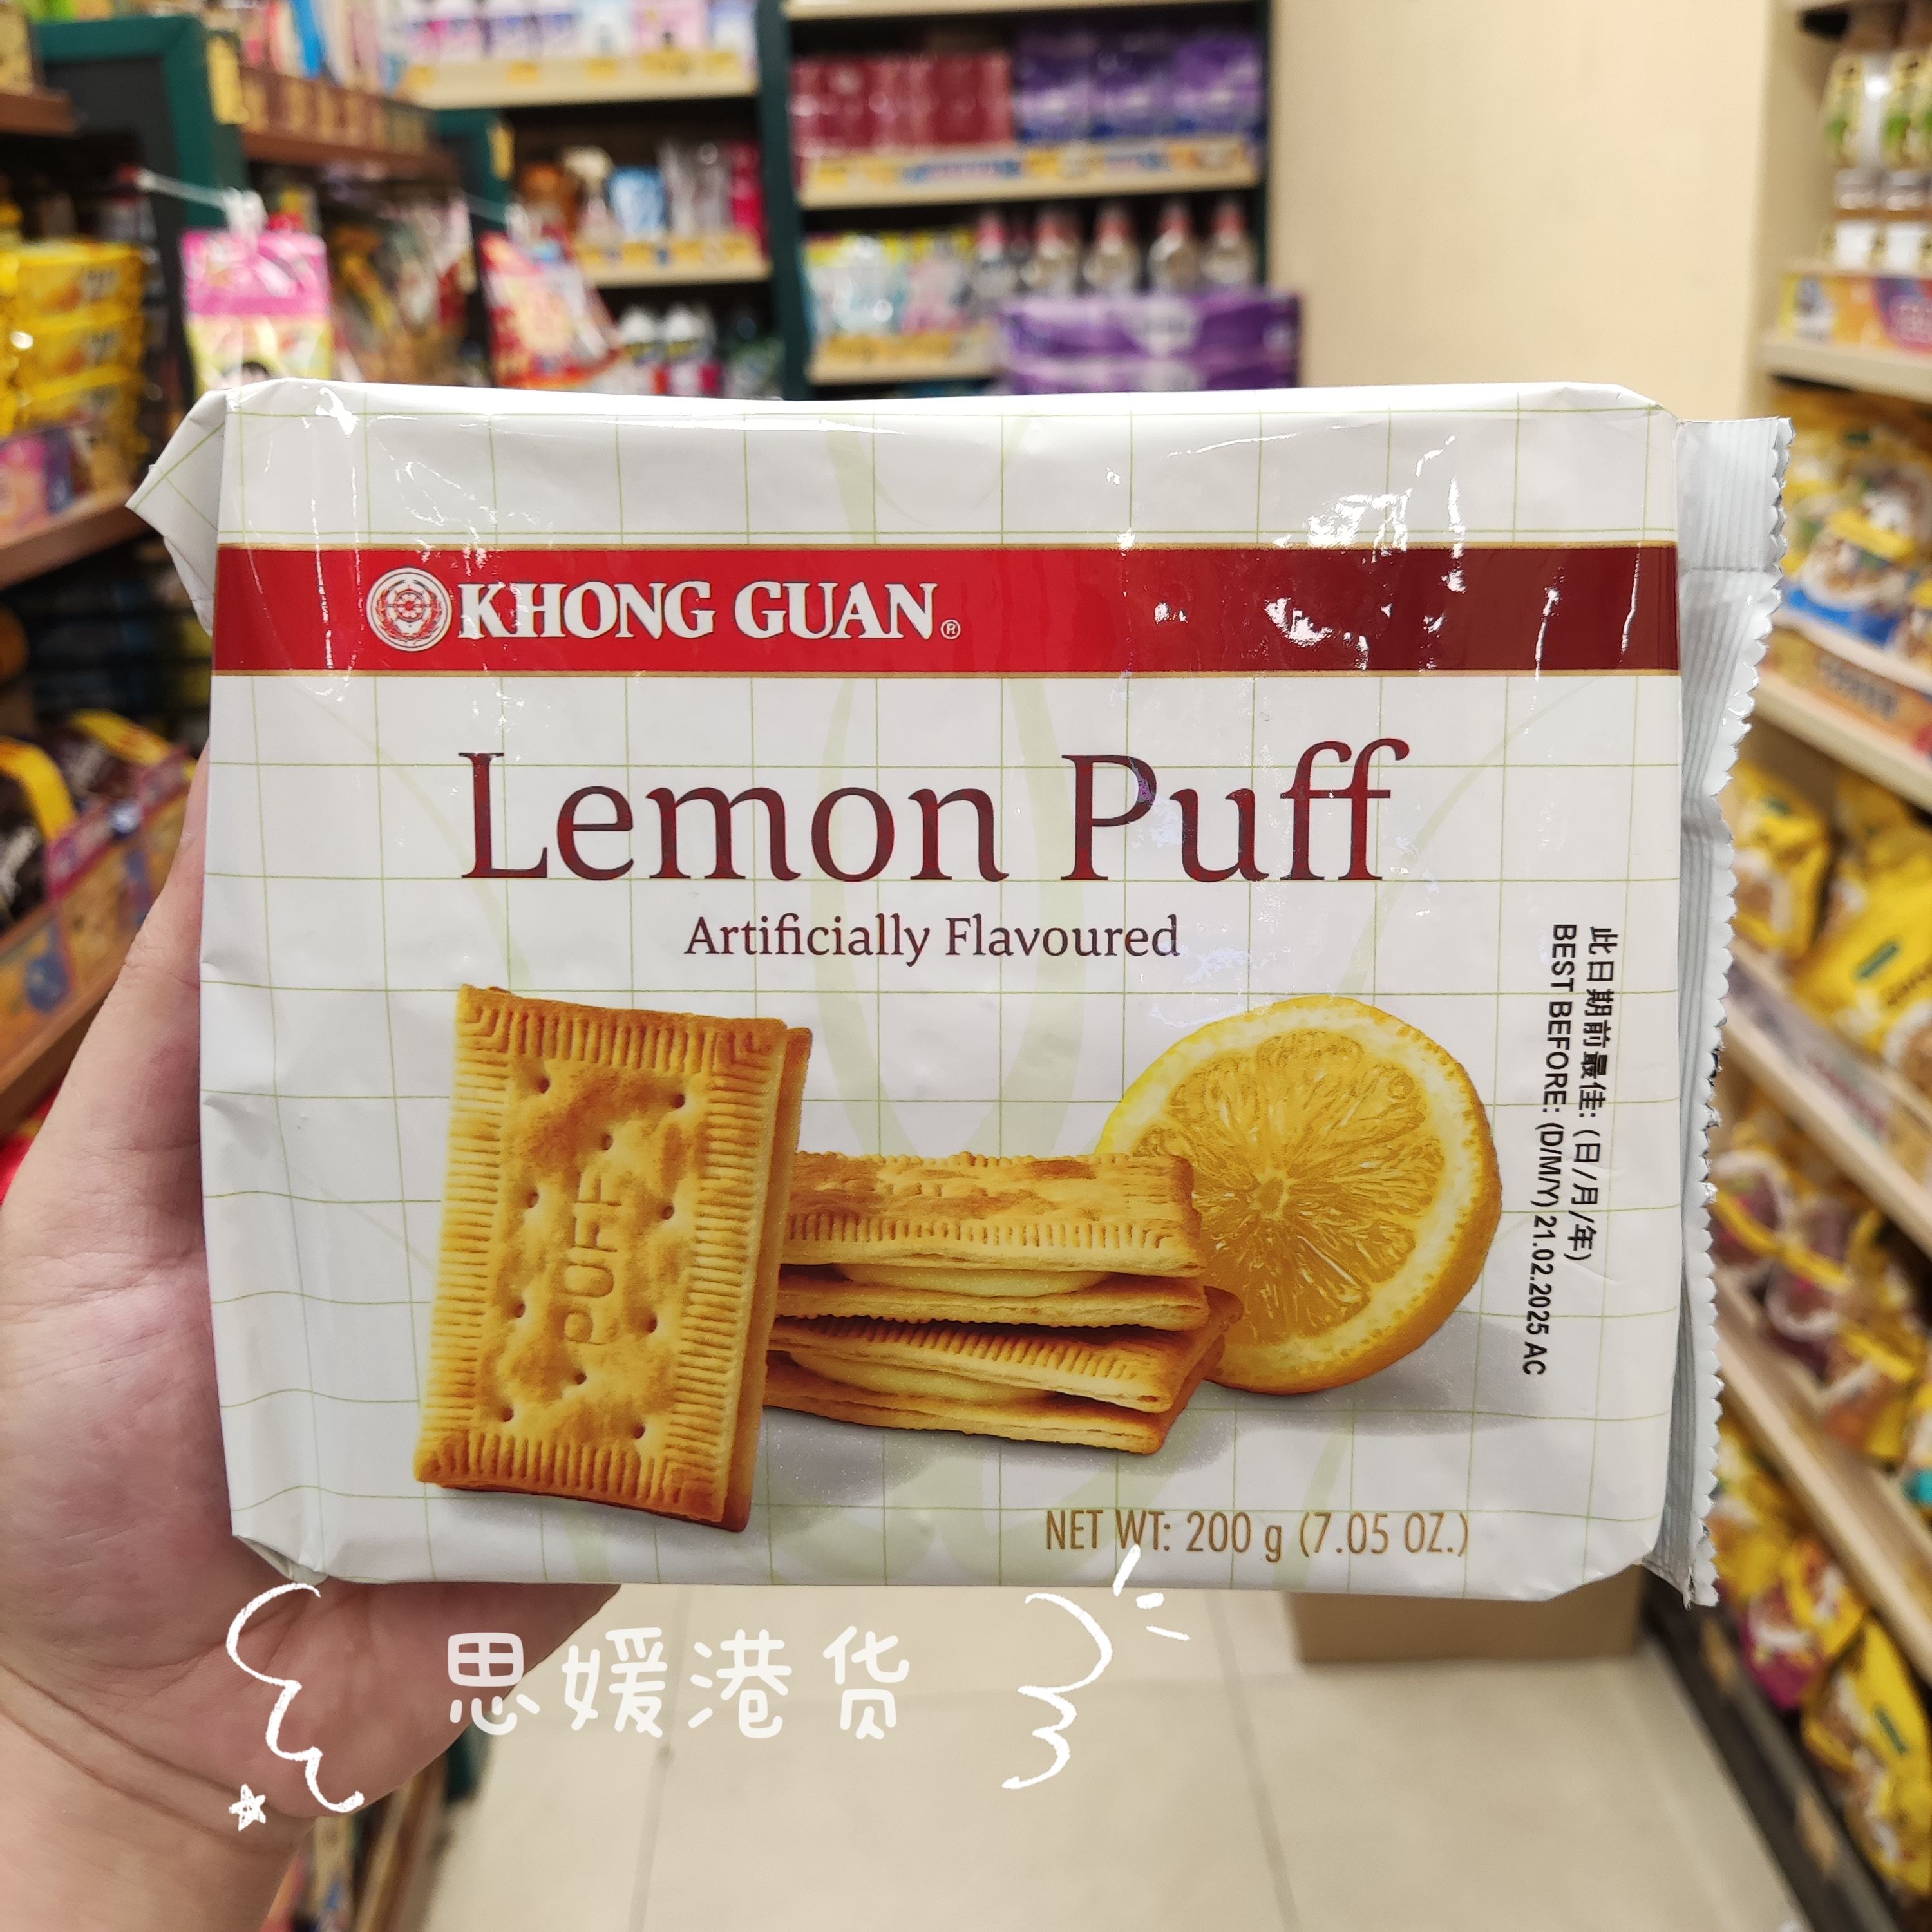 KHONG GUAN®
Lemon Puff
Artificially Flavoured
PUFF
此日期前最佳: (日/月/年)
BEST BEFORE: (D/M/Y) 21.02.2025 AC
NET WT: 200 g (7.05 OZ.)
思媛港货